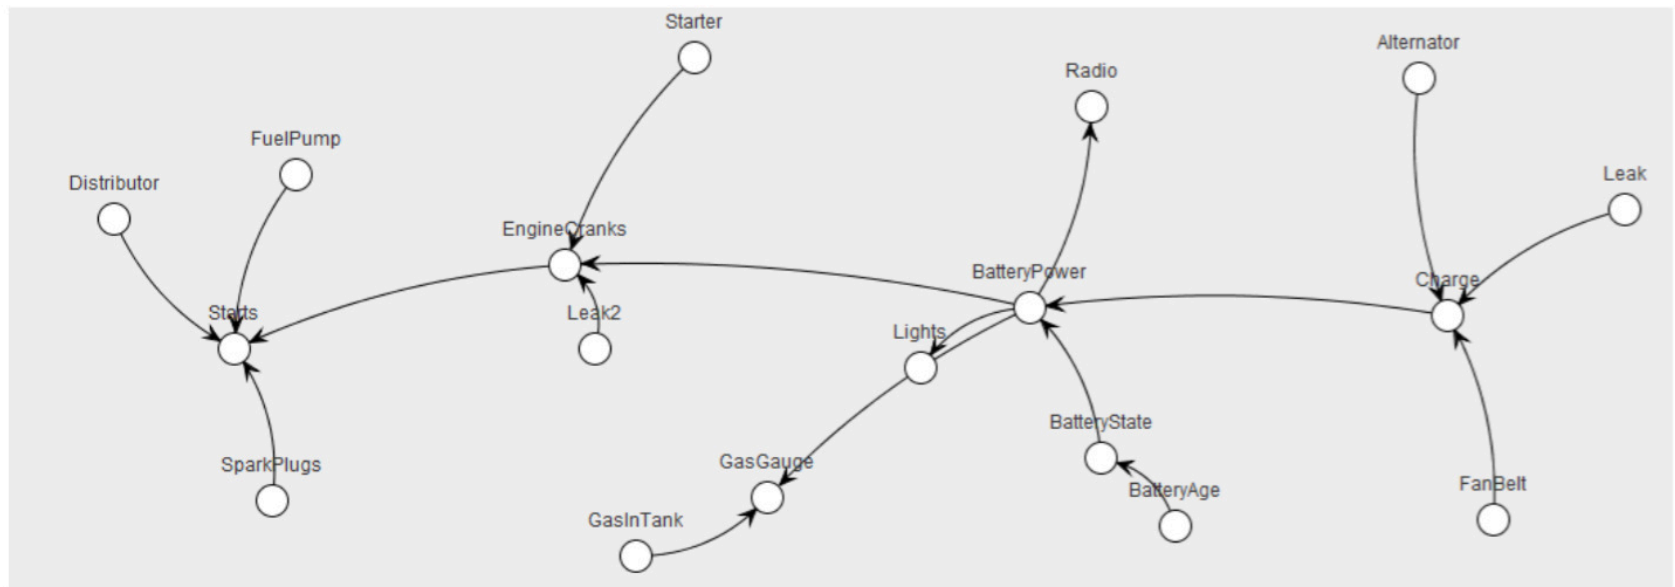 Starter
Alternator
Radio
FuelPump
Distributor
Leak
EngineCranks
BatteryPower
Charge
Starts
Leak2
Lights
BatteryState
GasGauge
SparkPlugs
BatteryAge
FanBelt
GasInTank